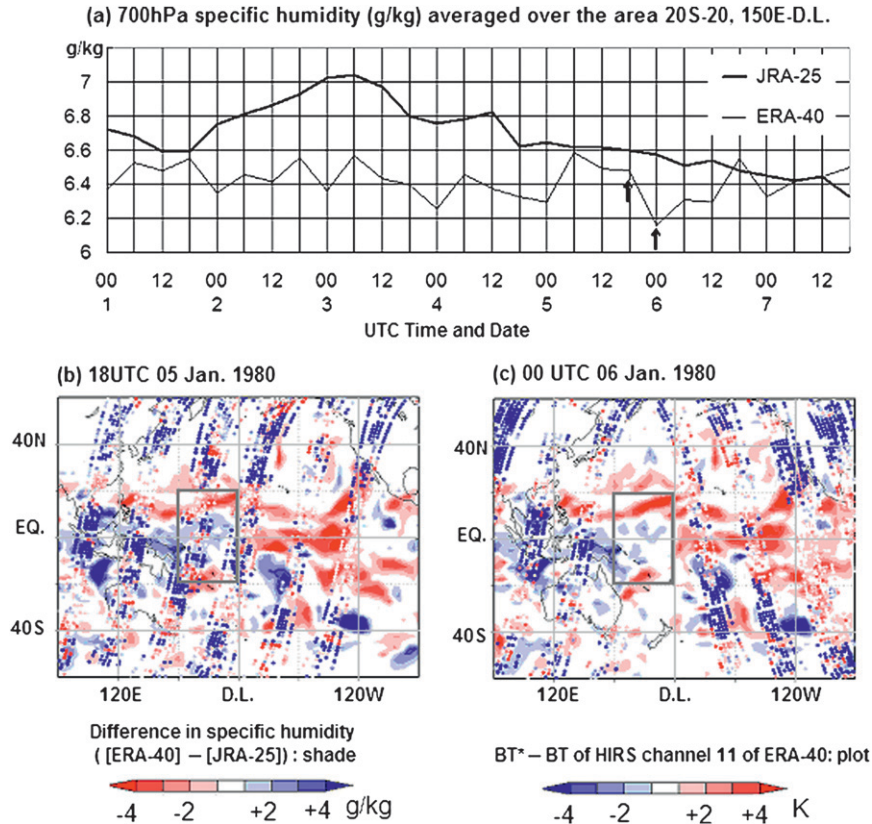 (a) 700hPa specific humidity (g/kg) averaged over the area 20S-20, 150E-D.L.
g/kg
7
6.8
6.6
6.4
6.2
6
JRA-25
ERA-40
00 12 00 12 00 12 00 12 00 12 00 12 00 12
1 2 3 4 5 6 7
UTC Time and Date
(b) 18UTC 05 Jan. 1980
40N
EQ.
40S
120E D.L. 120W
(c) 00 UTC 06 Jan. 1980
40N
EQ.
40S
120E D.L. 120W
Difference in specific humidity
( [ERA-40] – [JRA-25]) : shade
-4 -2 +2 +4 g/kg
BT* – BT of HIRS channel 11 of ERA-40: plot
-4 -2 +2 +4 K